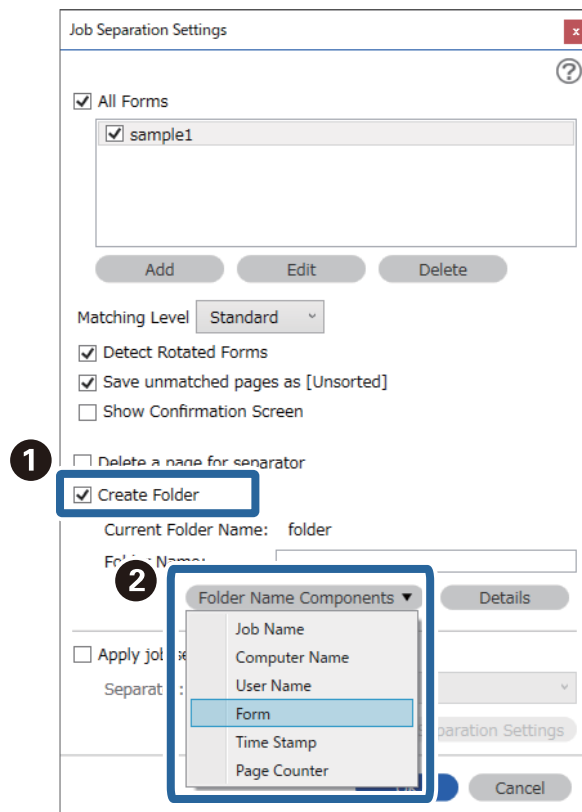 Job Separation Settings
x
?
All Forms
sample1
Add Edit Delete
Matching Level Standard
Detect Rotated Forms
Save unmatched pages as [Unsorted]
Show Confirmation Screen
1
Delete a page for separator
Create Folder
Current Folder Name: folder
2
Folder Name Components Details
Job Name
Apply
Computer Name
User Name
Form
Time Stamp
Page Counter
Settings
Cancel